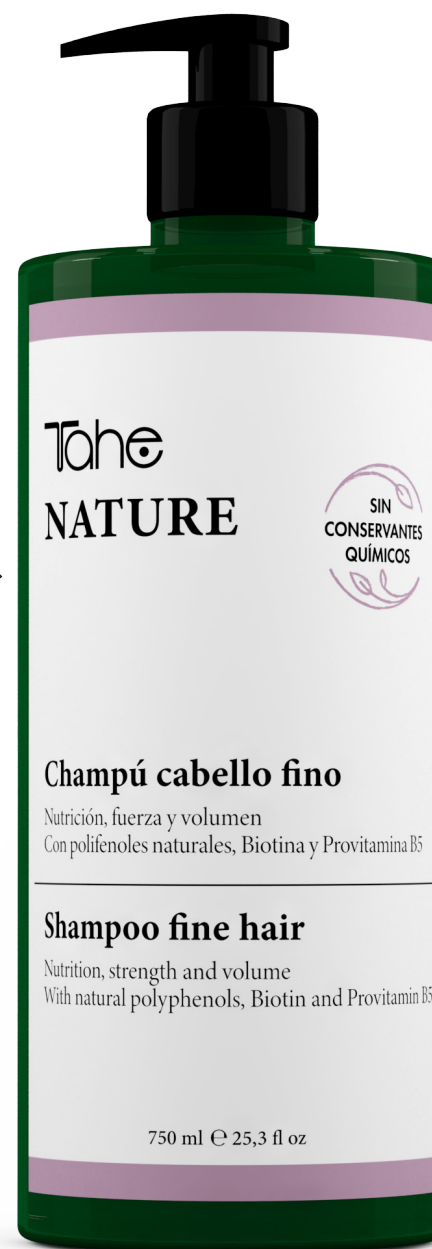 Tahe
NATURE
SIN
CONSERVANTES
QUÍMICOS
Champú cabello fino
Nutrición, fuerza y volumen
Con polifenoles naturales, Biotina y Provitamina B5
Shampoo fine hair
Nutrition, strength and volume
With natural polyphenols, Biotin and Provitamin B5
750 ml ℮ 25,3 fl oz